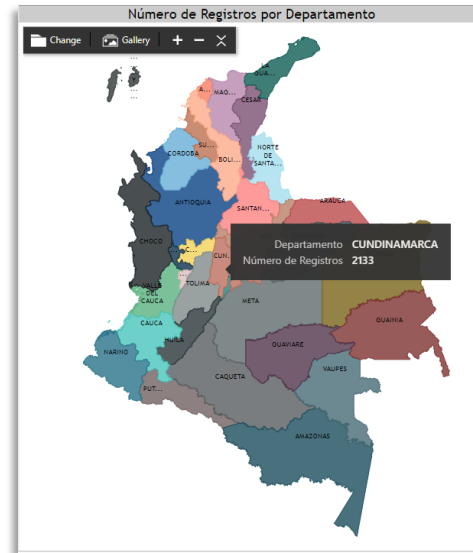 Número de Registros por Departamento
Change Gallery
LA
GUA...
A...
MAG...
CESAR
SU...
NORTE
DE
SANTA...
CORDOBA
BOLI...
ANTIOQUIA
SANTAN...
ARAUCA
CHOCO
C...
CUN...
Departamento CUNDINAMARCA
Número de Registros 2133
...
TOLIMA
VALLE
DEL
CAUCA
META
CAUCA
GUAINIA
HUILA
NARINO
GUAVIARE
VAUPES
CAQUETA
PUT...
AMAZONAS